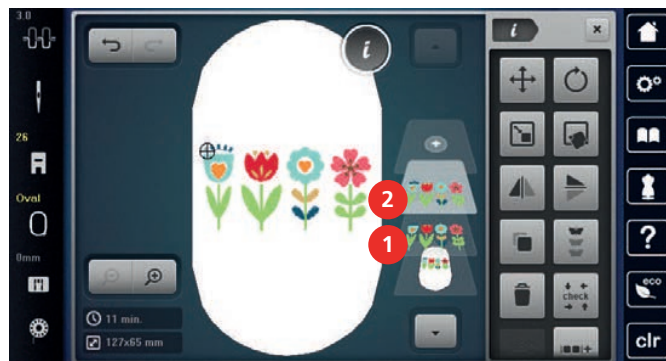 3.0
26
Oval
0mm
i
2
1
11 min.
127x65 mm
i
×
check
?
eco
clr